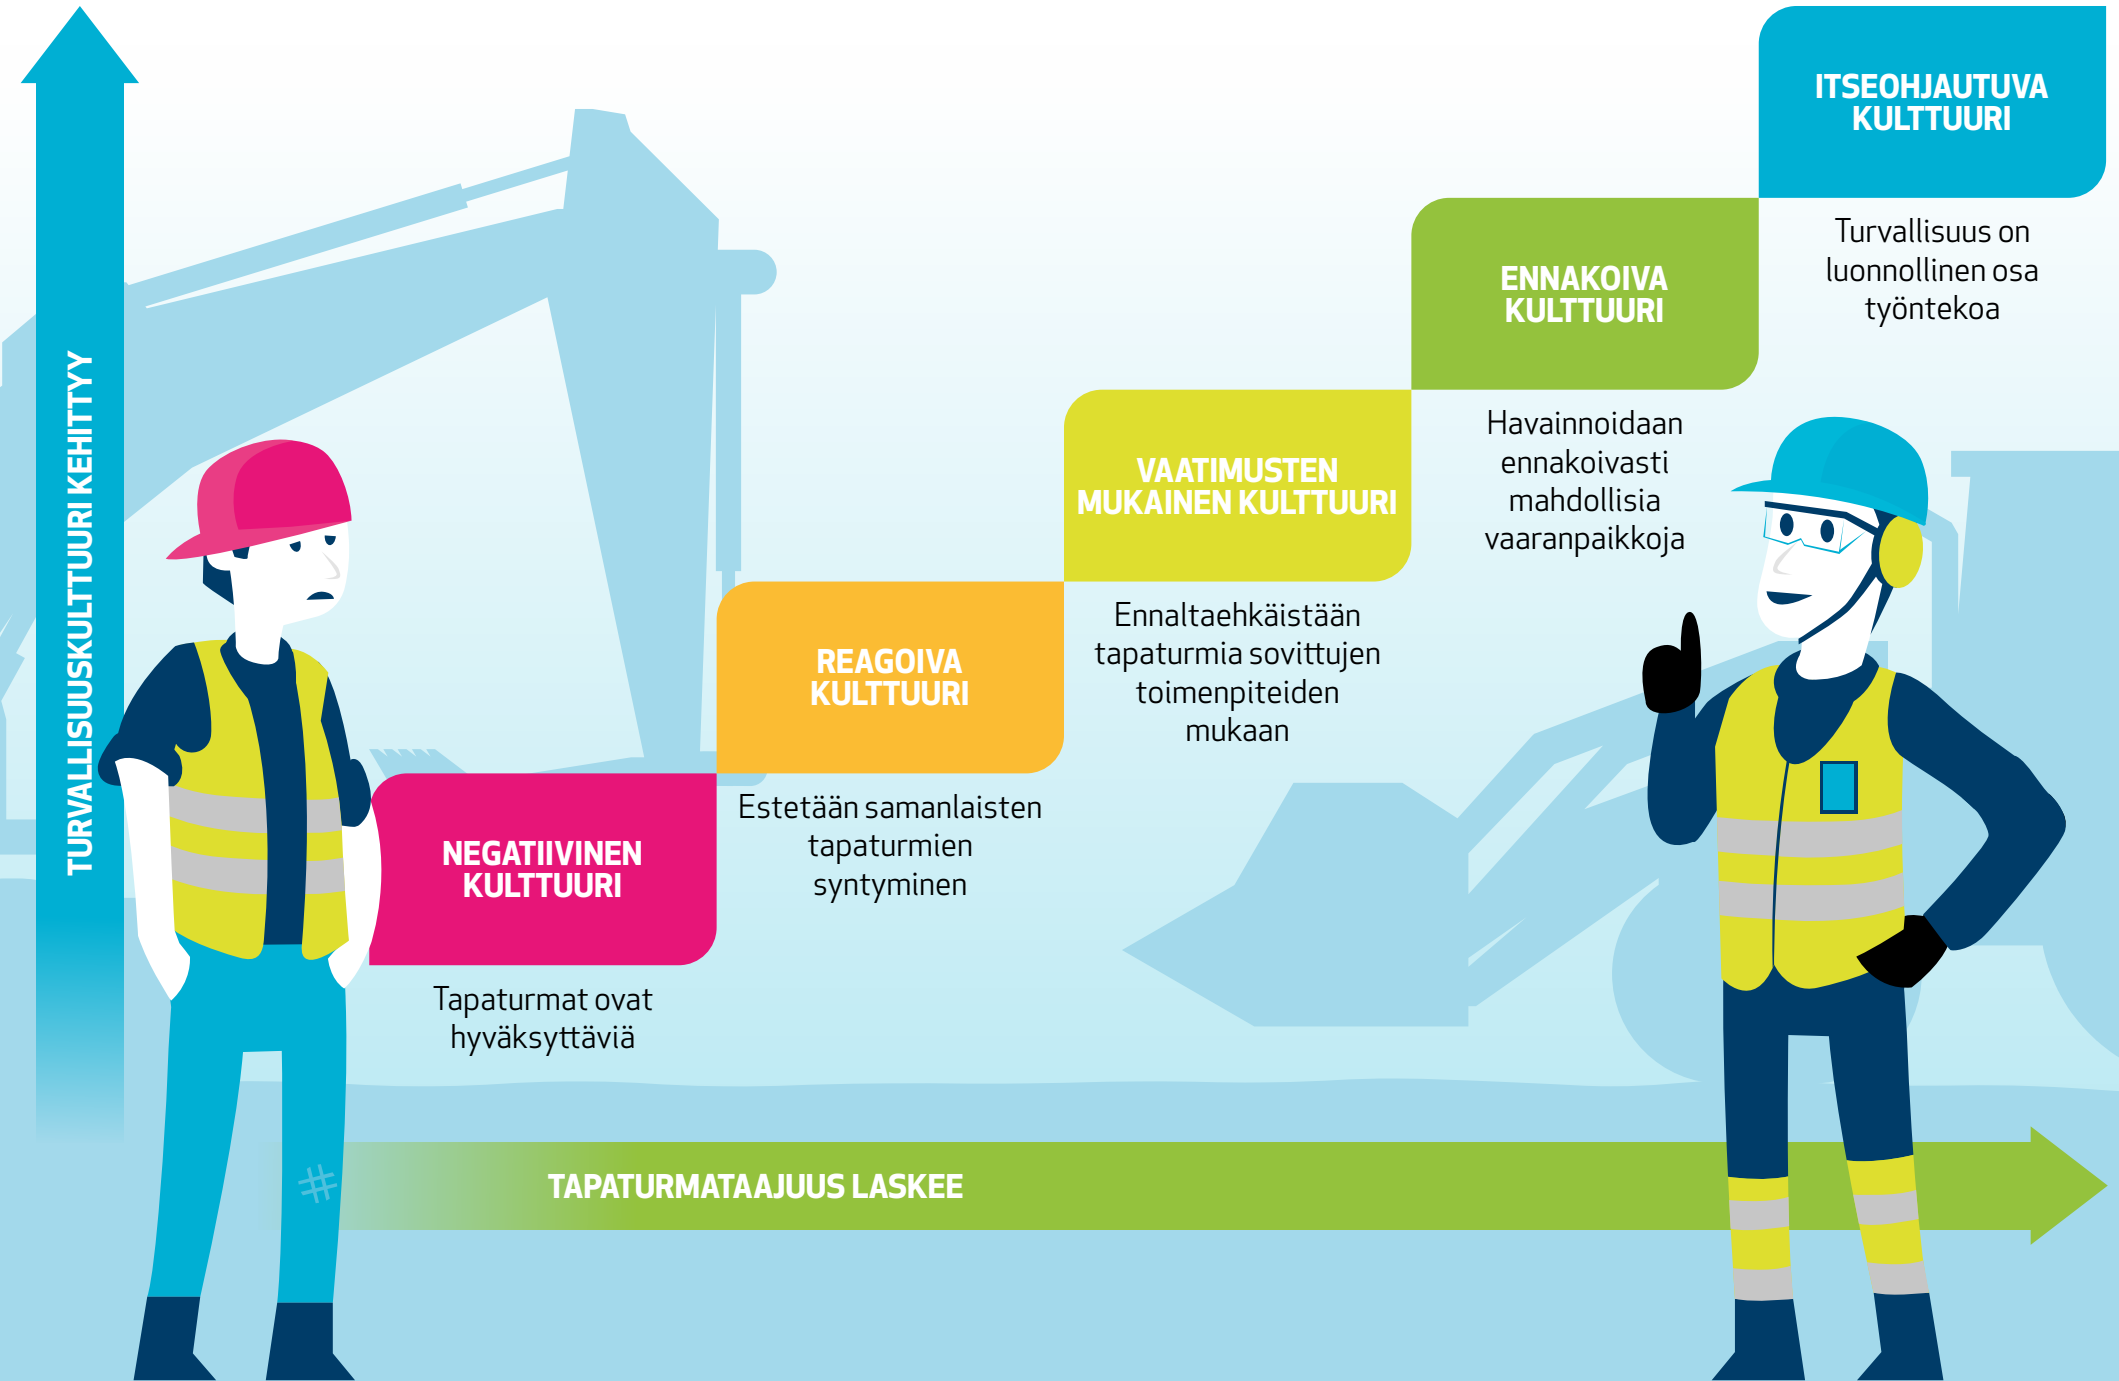 TURVALLISUUSKULTTUURI KEHITTYY
ITSEOHJAUTUVA
KULTTUURI
Turvallisuus on
luonnollinen osa
työntekoa
ENNAKOIVA
KULTTUURI
Havainnoidaan
ennakoivasti
mahdollisia
vaaranpaikkoja
VAATIMUSTEN
MUKAINEN KULTTUURI
Ennaltaehkäistään
tapaturmia sovittujen
toimenpiteiden
mukaan
REAGOIVA
KULTTUURI
Estetään samanlaisten
tapaturmien
syntyminen
NEGATIIVINEN
KULTTUURI
Tapaturmat ovat
hyväksyttäviä
#
TAPATURMATAAJUUS LASKEE